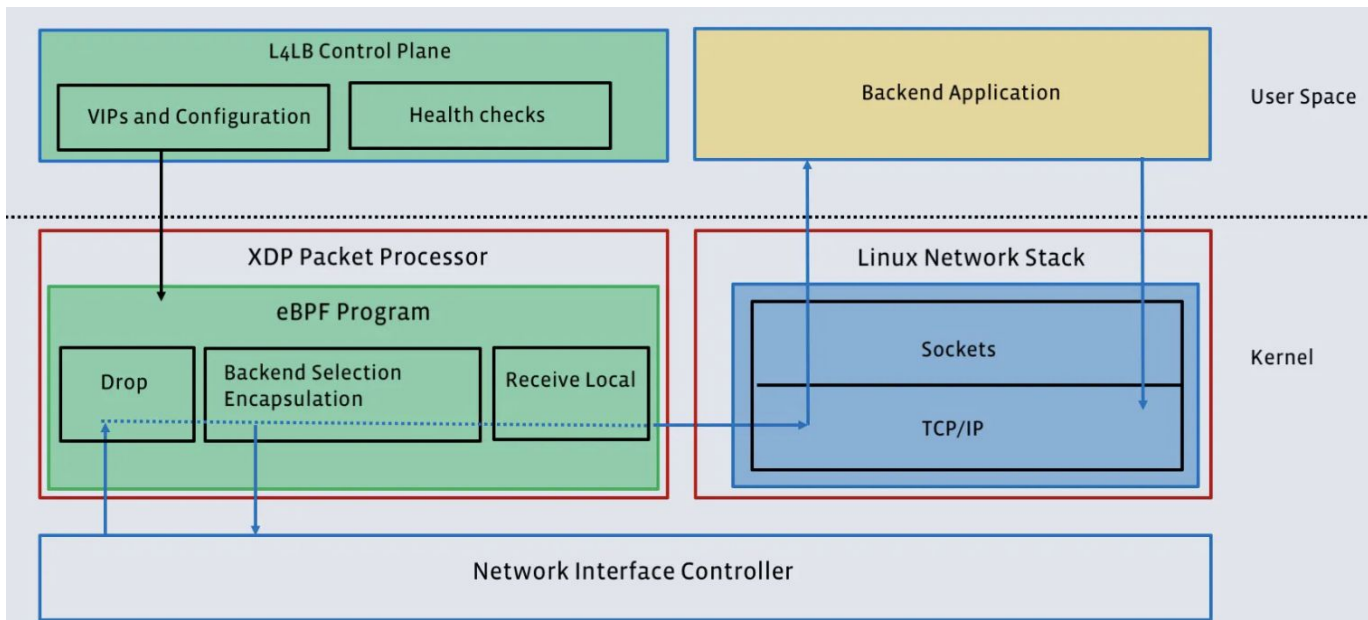 L4LB Control Plane
VIPs and Configuration
Health checks
Backend Application
User Space
XDP Packet Processor
eBPF Program
Drop
Backend Selection
Encapsulation
Receive Local
Linux Network Stack
Sockets
TCP/IP
Kernel
Network Interface Controller